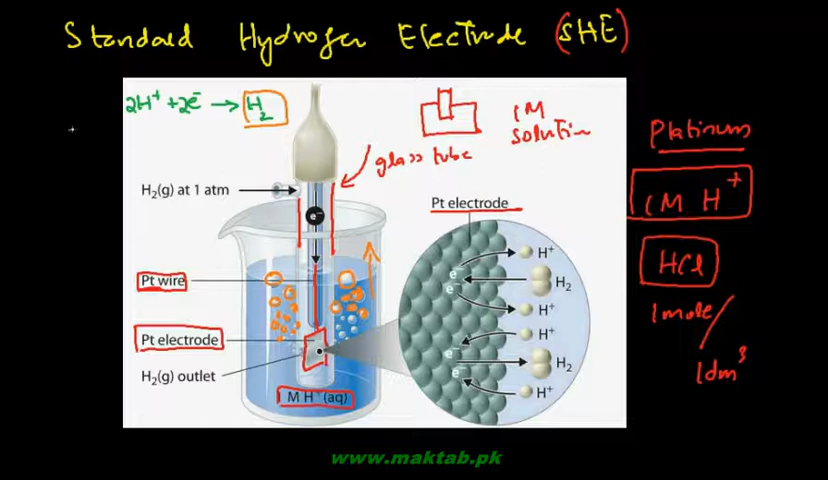 Standard Hydrogen Electrode (SHE)
2H⁺ + 2e⁻ → H₂
1M
solution
glass tube
Platinum
H₂(g) at 1 atm
Pt electrode
1M H⁺
e⁻
H⁺
e⁻
H₂
e⁻
HCl
Pt wire
H⁺
1mole/
1dm³
H⁺
Pt electrode
e⁻
H₂
e⁻
H₂(g) outlet
H⁺
M H⁺(aq)
www.maktab.pk